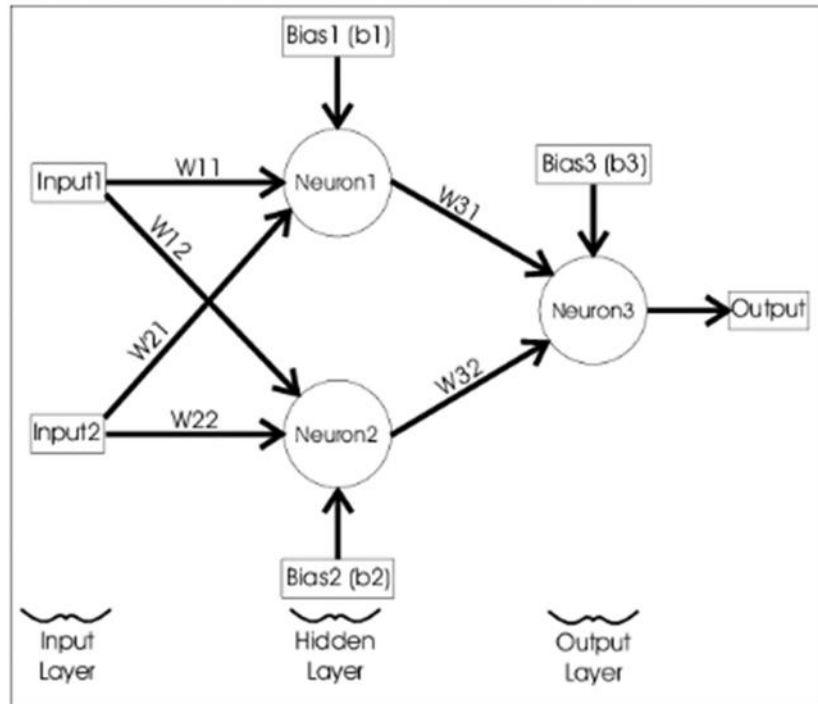 Bias1 (b1)
Input1
W11
Neuron1
Bias3 (b3)
W12
W31
W21
Neuron3
Output
Input2
W22
Neuron2
W32
Bias2 (b2)
Input
Layer
Hidden
Layer
Output
Layer